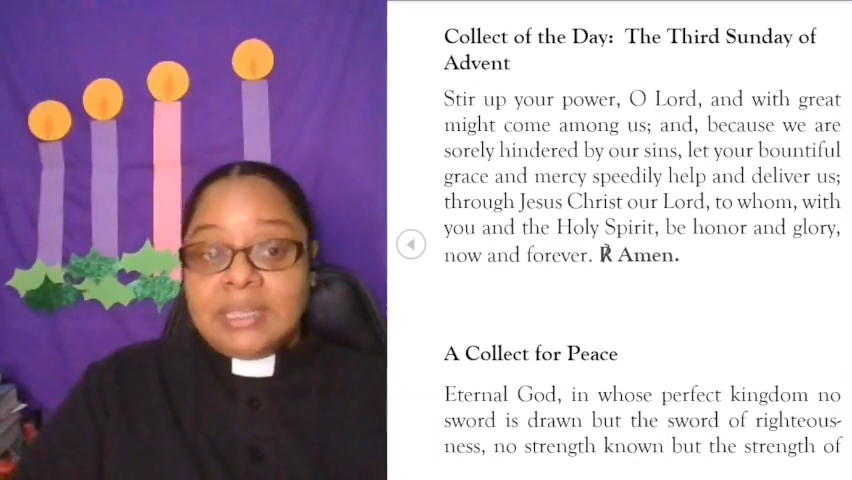 Collect of the Day: The Third Sunday of
Advent
Stir up your power, O Lord, and with great
might come among us; and, because we are
sorely hindered by our sins, let your bountiful
grace and mercy speedily help and deliver us;
through Jesus Christ our Lord, to whom, with
you and the Holy Spirit, be honor and glory,
now and forever. ℟ Amen.
A Collect for Peace
Eternal God, in whose perfect kingdom no
sword is drawn but the sword of righteous-
ness, no strength known but the strength of